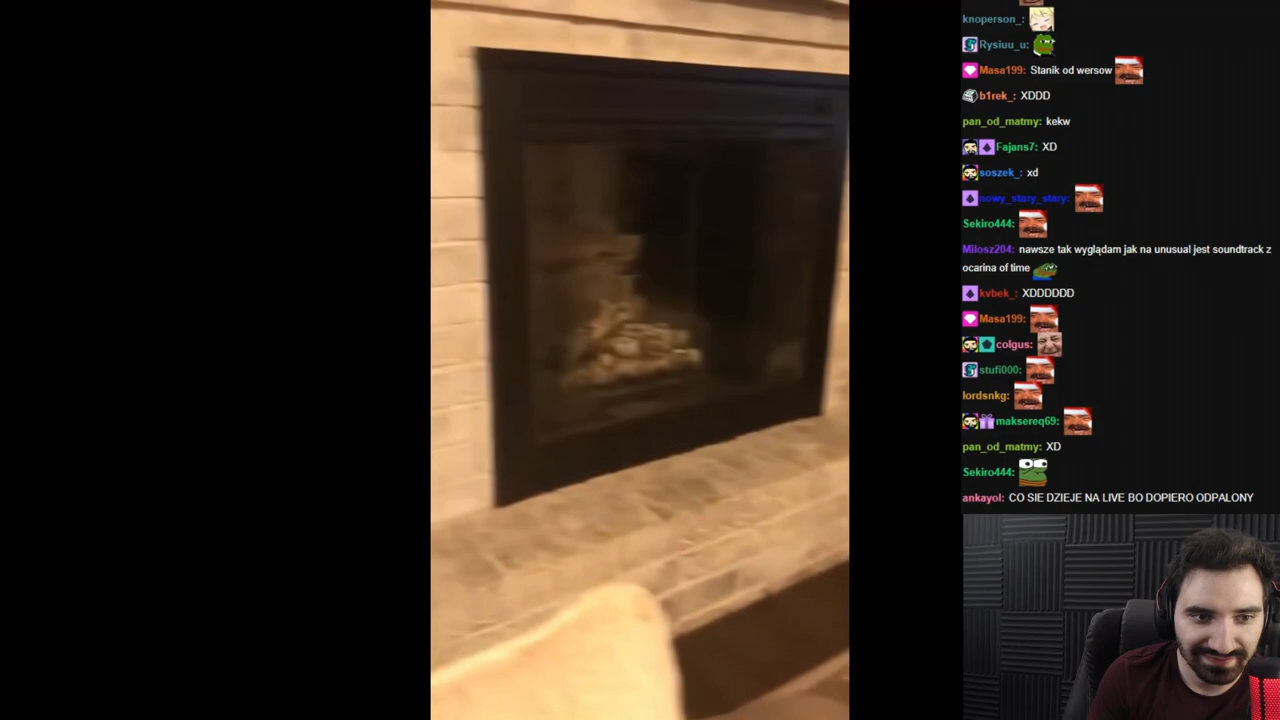 knoperson_:
Rysiuu_u:
Masa199: Stanik od wersow
b1rek_: XDDD
pan_od_matmy: kekw
Fajans7: XD
soszek_: xd
nowy_stary_stary:
Sekiro444:
Milosz204: nawsze tak wyglądam jak na unusual jest soundtrack z
ocarina of time
kvbek_: XDDDDDD
Masa199:
colgus:
stufi000:
lordsnkg:
maksereq69:
pan_od_matmy: XD
Sekiro444:
ankayol: CO SIE DZIEJE NA LIVE BO DOPIERO ODPALONY